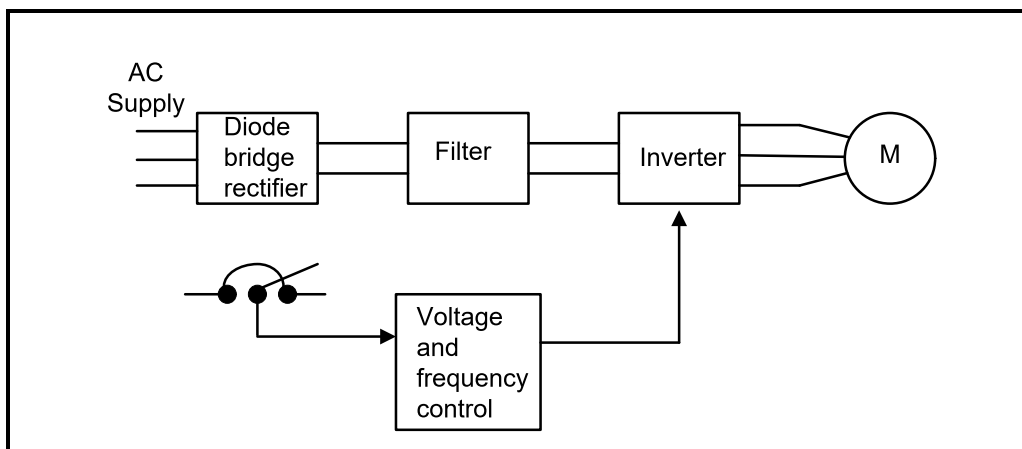 AC
Supply
Diode
bridge
rectifier
Filter
Inverter
M
Voltage
and
frequency
control